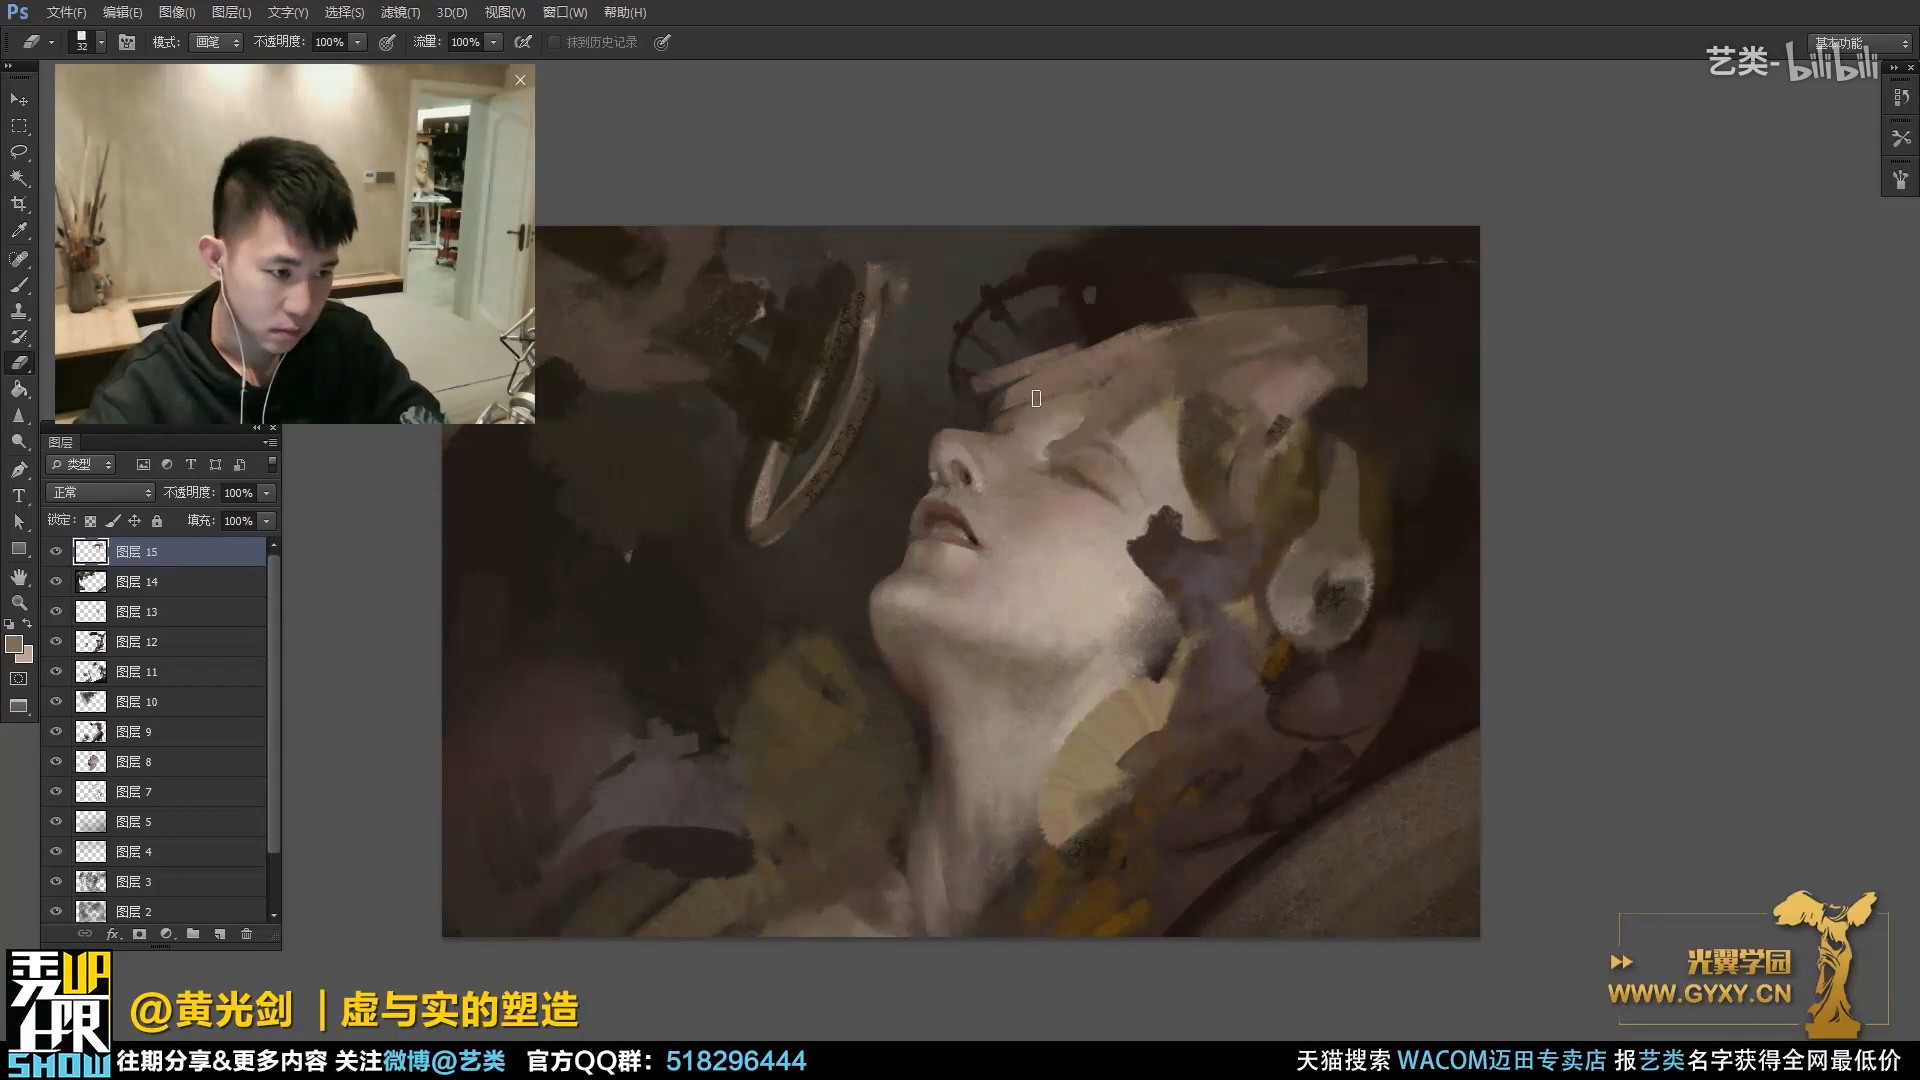 Ps 文件(F) 编辑(E) 图像(I) 图层(L) 文字(Y) 选择(S) 滤镜(T) 3D(D) 视图(V) 窗口(W) 帮助(H)
32 模式: 画笔 不透明度: 100% 流量: 100% 抹到历史记录 基本功能
艺类-bilibili
图层
类型
正常 不透明度: 100%
锁定: 填充: 100%
图层 15
图层 14
图层 13
图层 12
图层 11
图层 10
图层 9
图层 8
图层 7
图层 5
图层 4
图层 3
图层 2
fx
光翼学园
WWW.GYXY.CN
秀UP
HR
SHOW
@黄光剑 | 虚与实的塑造
往期分享&更多内容 关注微博@艺类 官方QQ群: 518296444
天猫搜索 WACOM迈田专卖店 报艺类名字获得全网最低价